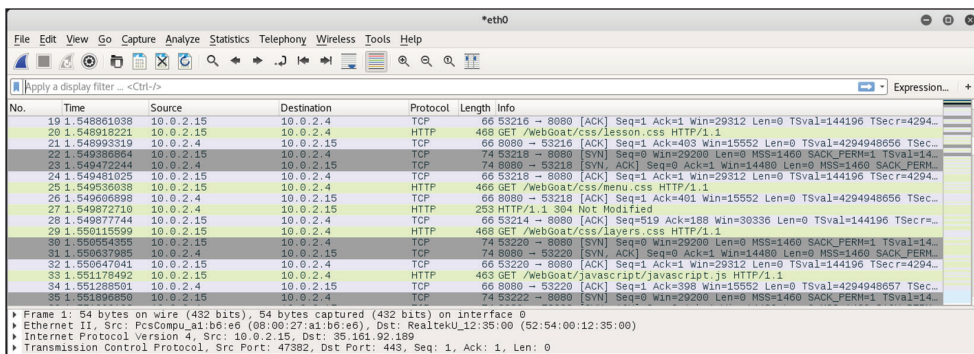 *eth0
File Edit View Go Capture Analyze Statistics Telephony Wireless Tools Help
Apply a display filter ... <Ctrl-/> Expression... +
No. Time Source Destination Protocol Length Info
19 1.548861038 10.0.2.15 10.0.2.4 TCP 66 53216 → 8080 [ACK] Seq=1 Ack=1 Win=29312 Len=0 TSval=144196 TSecr=4294…
20 1.548918221 10.0.2.15 10.0.2.4 HTTP 468 GET /WebGoat/css/lesson.css HTTP/1.1
21 1.548993319 10.0.2.4 10.0.2.15 TCP 66 8080 → 53216 [ACK] Seq=1 Ack=403 Win=15552 Len=0 TSval=4294948656 TSec…
22 1.549386864 10.0.2.15 10.0.2.4 TCP 74 53218 → 8080 [SYN] Seq=0 Win=29200 Len=0 MSS=1460 SACK_PERM=1 TSval=14…
23 1.549472244 10.0.2.4 10.0.2.15 TCP 74 8080 → 53218 [SYN, ACK] Seq=0 Ack=1 Win=14480 Len=0 MSS=1460 SACK_PERM…
24 1.549481025 10.0.2.15 10.0.2.4 TCP 66 53218 → 8080 [ACK] Seq=1 Ack=1 Win=29312 Len=0 TSval=144196 TSecr=4294…
25 1.549536038 10.0.2.15 10.0.2.4 HTTP 466 GET /WebGoat/css/menu.css HTTP/1.1
26 1.549606898 10.0.2.4 10.0.2.15 TCP 66 8080 → 53218 [ACK] Seq=1 Ack=401 Win=15552 Len=0 TSval=4294948656 TSec…
27 1.549872710 10.0.2.4 10.0.2.15 HTTP 253 HTTP/1.1 304 Not Modified
28 1.549877744 10.0.2.15 10.0.2.4 TCP 66 53214 → 8080 [ACK] Seq=519 Ack=188 Win=30336 Len=0 TSval=144196 TSecr=…
29 1.550115599 10.0.2.15 10.0.2.4 HTTP 468 GET /WebGoat/css/layers.css HTTP/1.1
30 1.550554355 10.0.2.15 10.0.2.4 TCP 74 53220 → 8080 [SYN] Seq=0 Win=29200 Len=0 MSS=1460 SACK_PERM=1 TSval=14…
31 1.550637985 10.0.2.4 10.0.2.15 TCP 74 8080 → 53220 [SYN, ACK] Seq=0 Ack=1 Win=14480 Len=0 MSS=1460 SACK_PERM…
32 1.550647041 10.0.2.15 10.0.2.4 TCP 66 53220 → 8080 [ACK] Seq=1 Ack=1 Win=29312 Len=0 TSval=144196 TSecr=4294…
33 1.551178492 10.0.2.15 10.0.2.4 HTTP 463 GET /WebGoat/javascript/javascript.js HTTP/1.1
34 1.551288501 10.0.2.4 10.0.2.15 TCP 66 8080 → 53220 [ACK] Seq=1 Ack=398 Win=15552 Len=0 TSval=4294948657 TSec…
35 1.551896850 10.0.2.15 10.0.2.4 TCP 74 53222 → 8080 [SYN] Seq=0 Win=29200 Len=0 MSS=1460 SACK_PERM=1 TSval=14…
Frame 1: 54 bytes on wire (432 bits), 54 bytes captured (432 bits) on interface 0
Ethernet II, Src: PcsCompu_a1:b6:e6 (08:00:27:a1:b6:e6), Dst: RealtekU_12:35:00 (52:54:00:12:35:00)
Internet Protocol Version 4, Src: 10.0.2.15, Dst: 35.161.92.189
Transmission Control Protocol, Src Port: 47382, Dst Port: 443, Seq: 1, Ack: 1, Len: 0